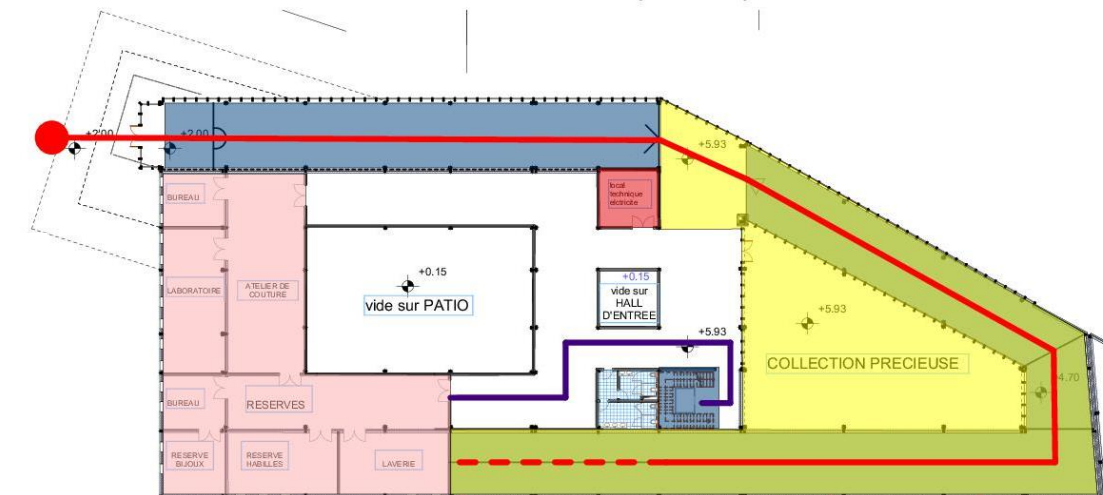 +2.00
+2.00
+5.93
BUREAU
local
technique
elctricite
LABORATOIRE
ATELIER DE
COUTURE
+0.15
vide sur PATIO
+0.15
vide sur
HALL
D'ENTREE
+5.93
+5.93
COLLECTION PRECIEUSE
4.70
BUREAU
RESERVES
RESERVE
BIJOUX
RESERVE
HABILLES
LAVERIE